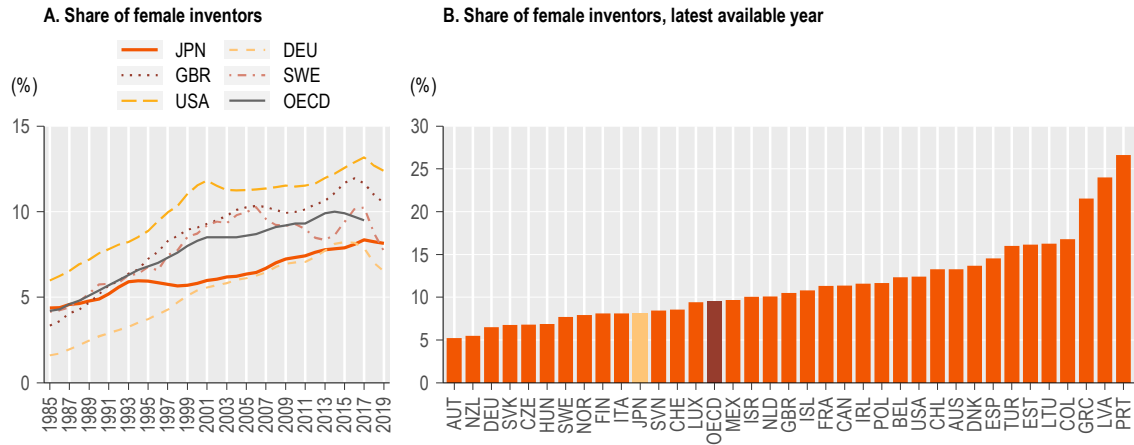 A. Share of female inventors
JPN
DEU
GBR
SWE
USA
OECD
(%)
15
10
5
0
1985
1987
1989
1991
1993
1995
1997
1999
2001
2003
2005
2007
2009
2011
2013
2015
2017
2019
B. Share of female inventors, latest available year
(%)
30
25
20
15
10
5
0
AUT
NZL
DEU
SVK
CZE
HUN
SWE
NOR
FIN
ITA
JPN
SVN
CHE
LUX
OECD
MEX
ISR
NLD
GBR
ISL
FRA
CAN
IRL
POL
BEL
USA
CHL
AUS
DNK
ESP
TUR
EST
LTU
COL
GRC
LVA
PRT